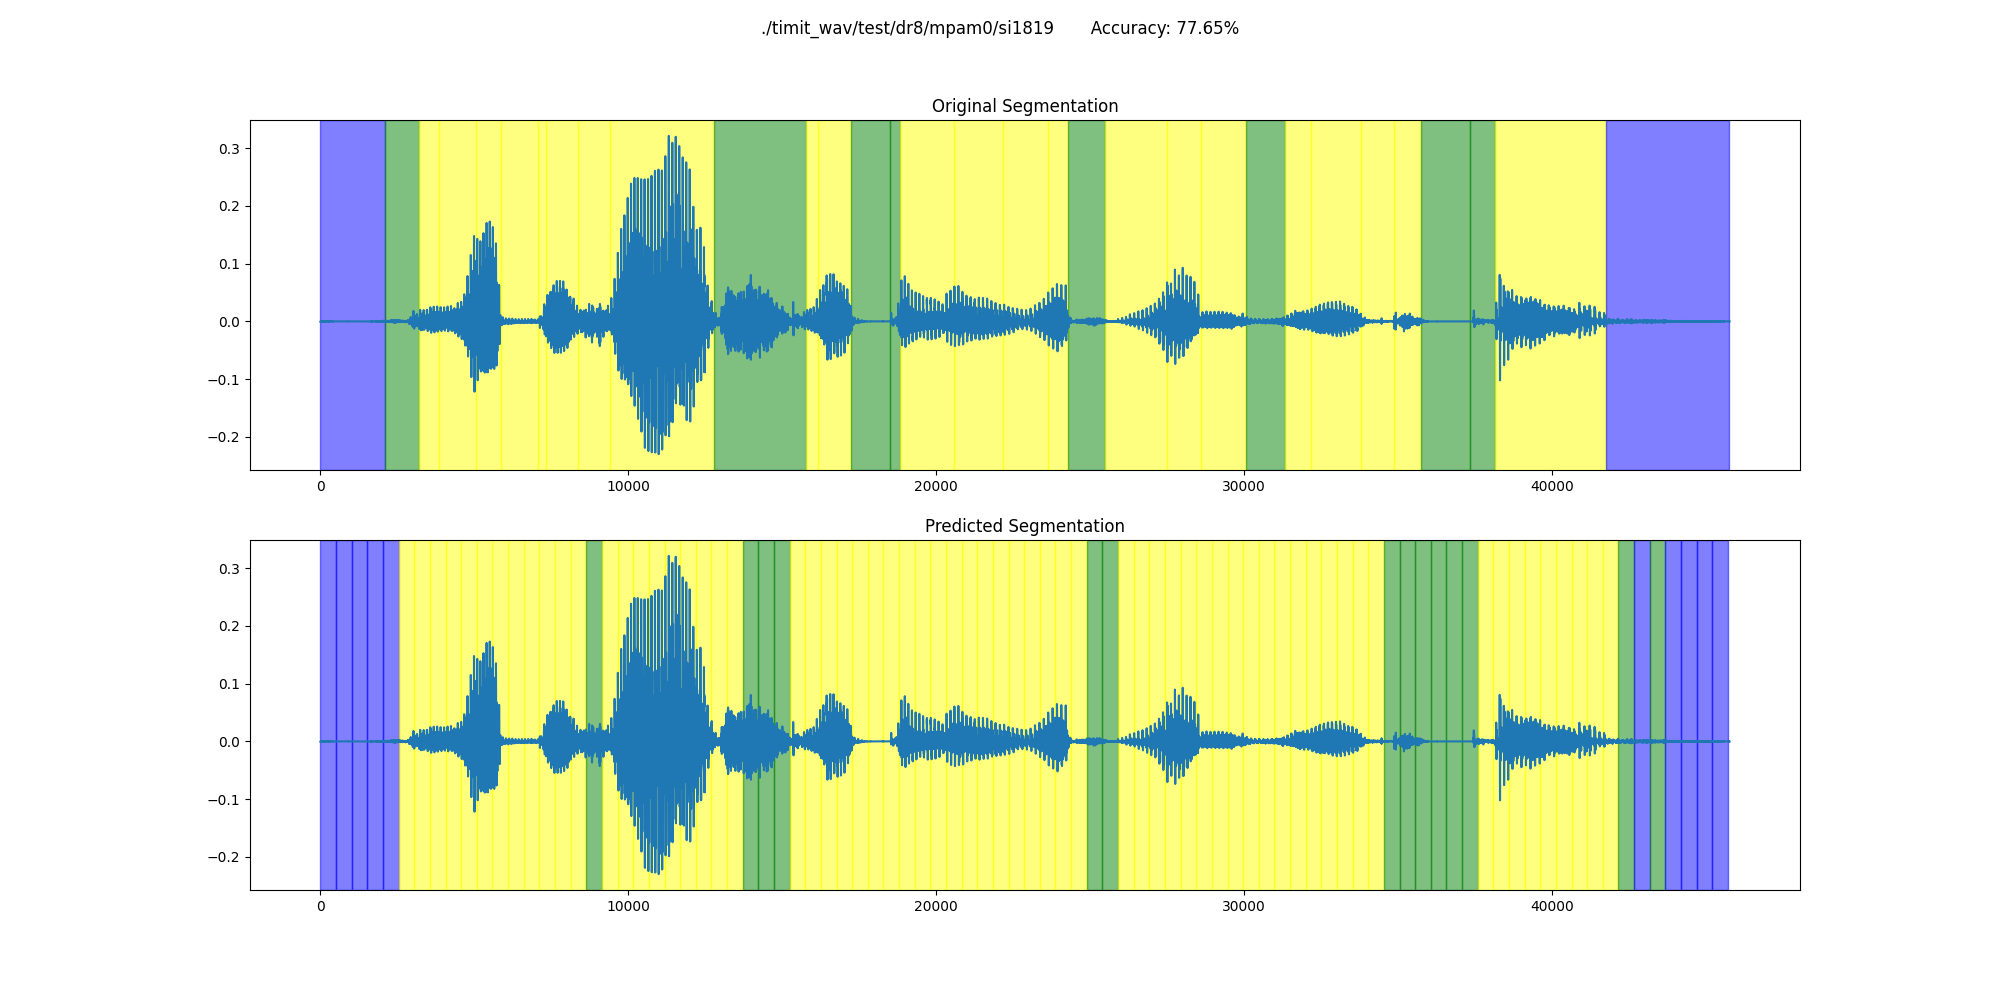 ./timit_wav/test/dr8/mpam0/si1819 Accuracy: 77.65%
Original Segmentation
0.3
0.2
0.1
0.0
−0.1
−0.2
0 10000 20000 30000 40000
Predicted Segmentation
0.3
0.2
0.1
0.0
−0.1
−0.2
0 10000 20000 30000 40000